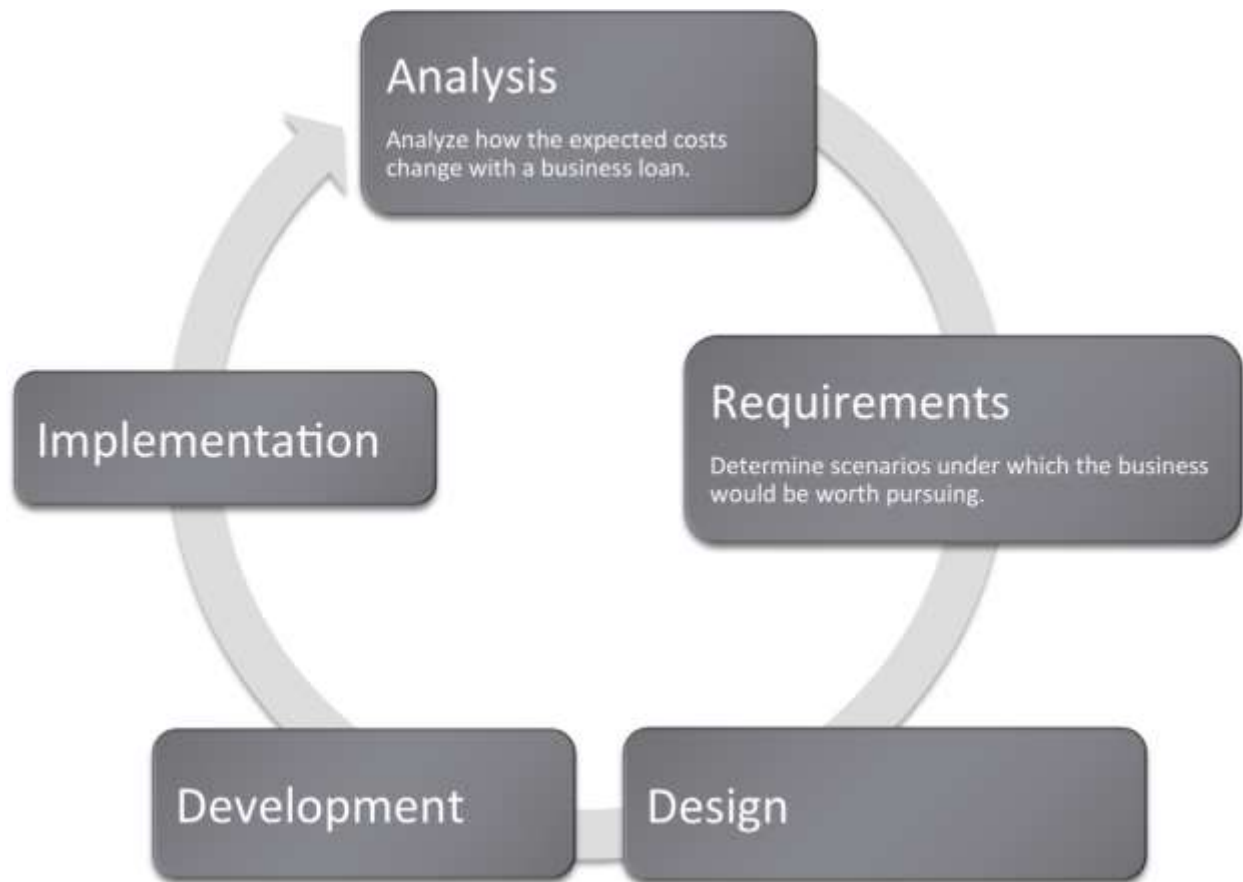 Analysis
Analyze how the expected costs
change with a business loan.
Requirements
Determine scenarios under which the business
would be worth pursuing.
Implementation
Development
Design